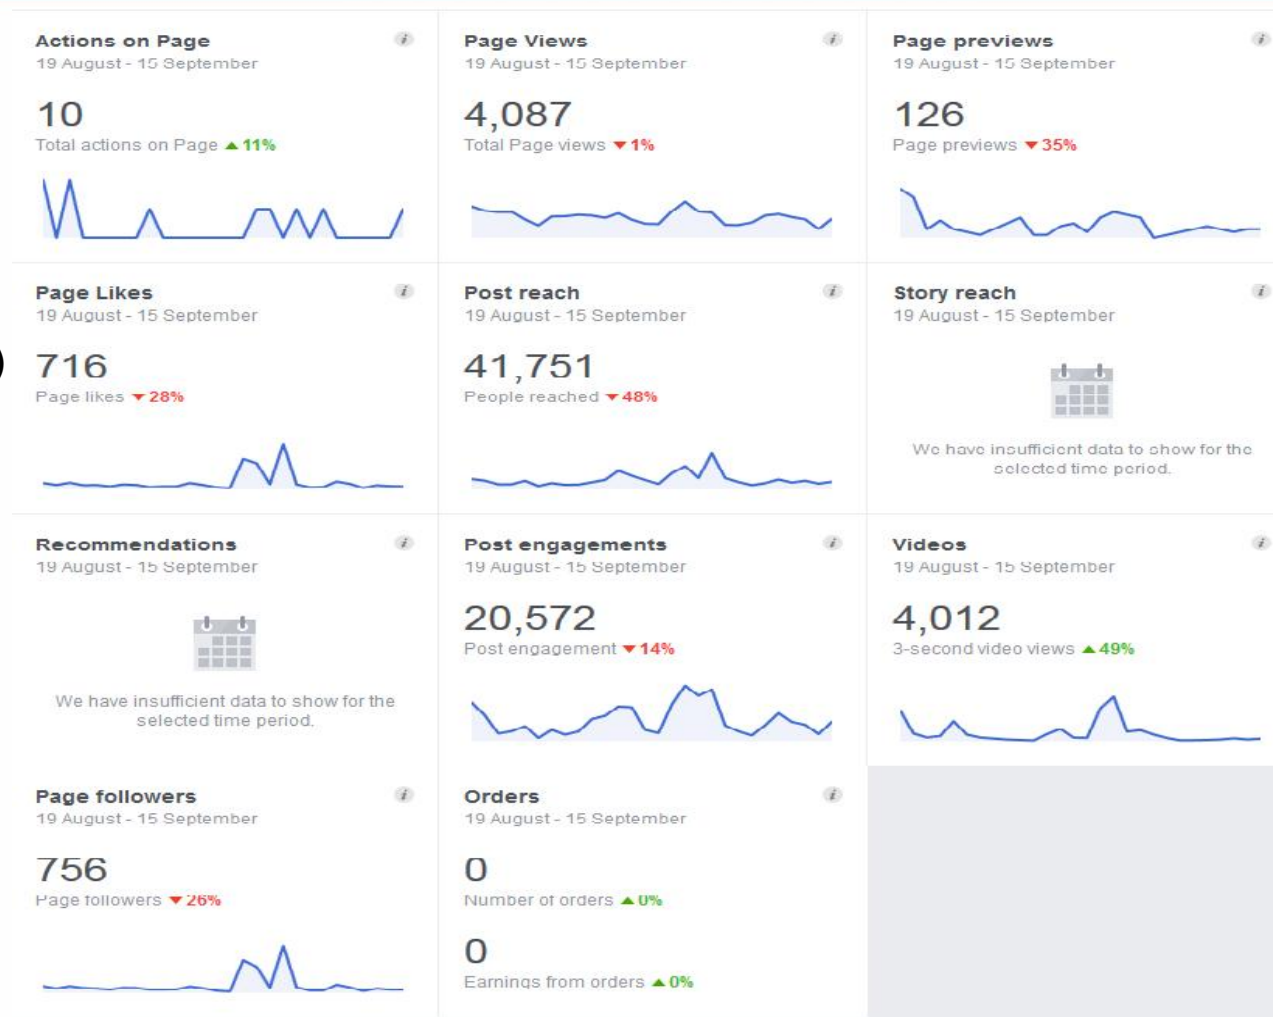 Actions on Page
19 August - 15 September
10
Total actions on Page ▲ 11%
Page Views
19 August - 15 September
4,087
Total Page views ▼ 1%
Page previews
19 August - 15 September
126
Page previews ▼ 35%
Page Likes
19 August - 15 September
716
Page likes ▼ 28%
Post reach
19 August - 15 September
41,751
People reached ▼ 48%
Story reach
19 August - 15 September
We have insufficient data to show for the
selected time period.
Recommendations
19 August - 15 September
We have insufficient data to show for the
selected time period.
Post engagements
19 August - 15 September
20,572
Post engagement ▼ 14%
Videos
19 August - 15 September
4,012
3-second video views ▲ 49%
Page followers
19 August - 15 September
756
Page followers ▼ 26%
Orders
19 August - 15 September
0
Number of orders ▲ 0%
0
Earnings from orders ▲ 0%